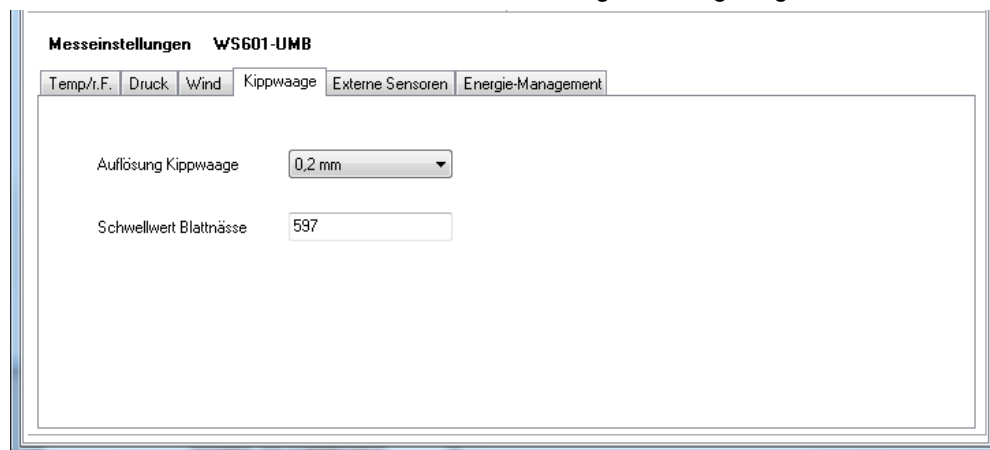 Messeinstellungen WS601-UMB
Temp/r.F. Druck Wind Kippwaage Externe Sensoren Energie-Management
Auflösung Kippwaage 0,2 mm
Schwellwert Blattnässe 597